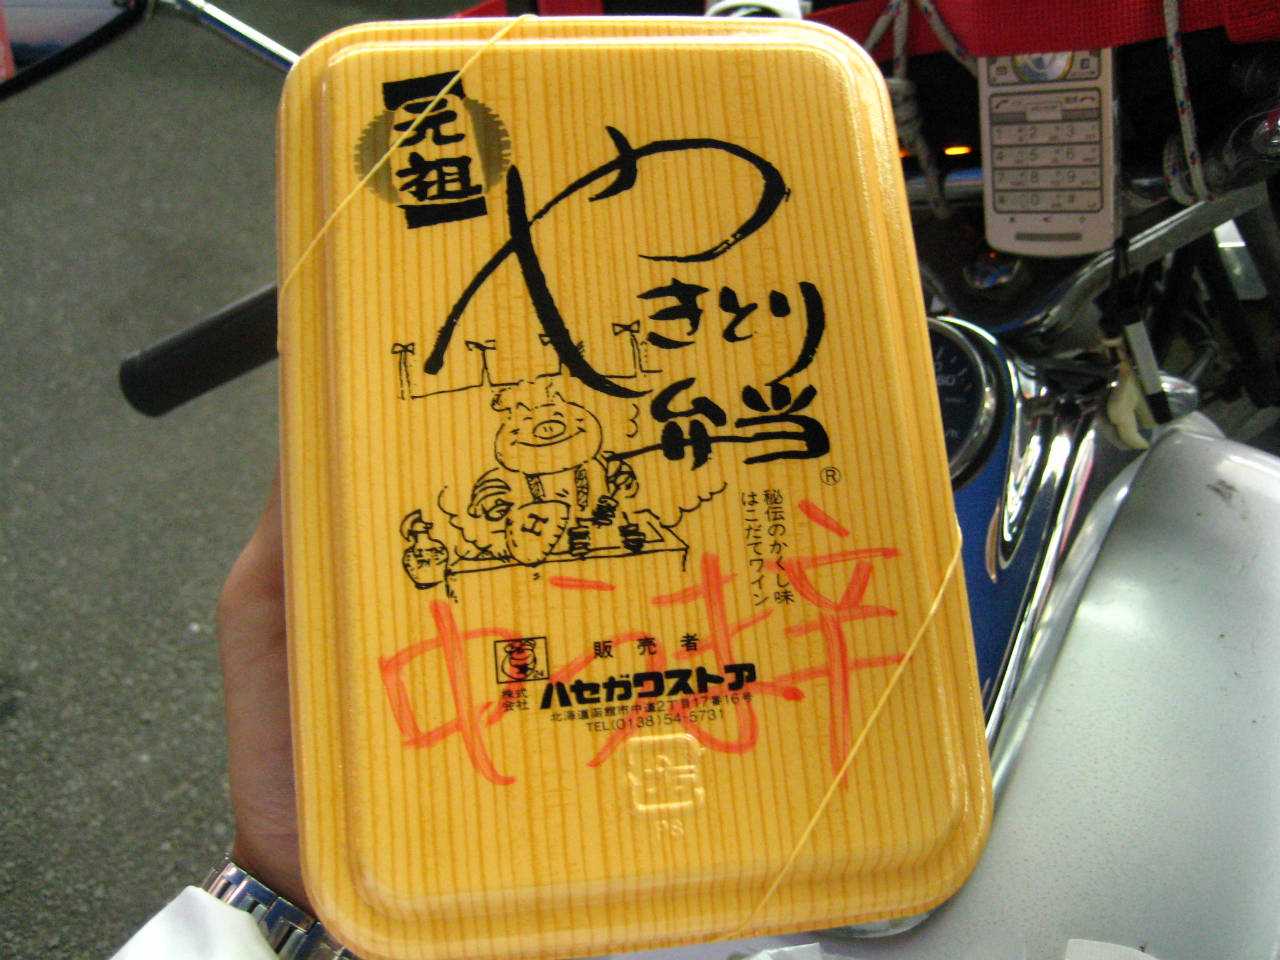 元祖
やきとり
弁当
®
秘伝のかくし味
はこだてワイン
H
販売者
株式会社 ハセガワストア
北海道函館市中道2丁目17番16号
TEL(0138)54-5731
PS